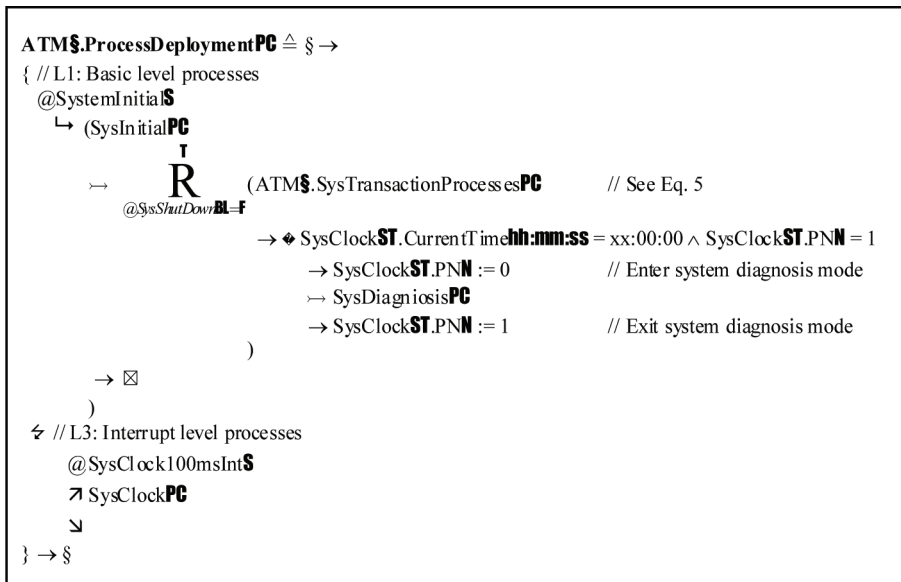 ATM§.ProcessDeploymentPC ≙ § →
{ // L1: Basic level processes
@SystemInitialS
↳ (SysInitialPC
T
↣ R (ATM§.SysTransactionProcessesPC // See Eq. 5
@SysShutDownBL=F
→ � SysClockST.CurrentTimehh:mm:ss = xx:00:00 ∧ SysClockST.PNN = 1
→ SysClockST.PNN := 0 // Enter system diagnosis mode
↣ SysDiagniosisPC
→ SysClockST.PNN := 1 // Exit system diagnosis mode
)
→ ☒
)
↯ // L3: Interrupt level processes
@SysClock100msIntS
↗ SysClockPC
↘
} → §